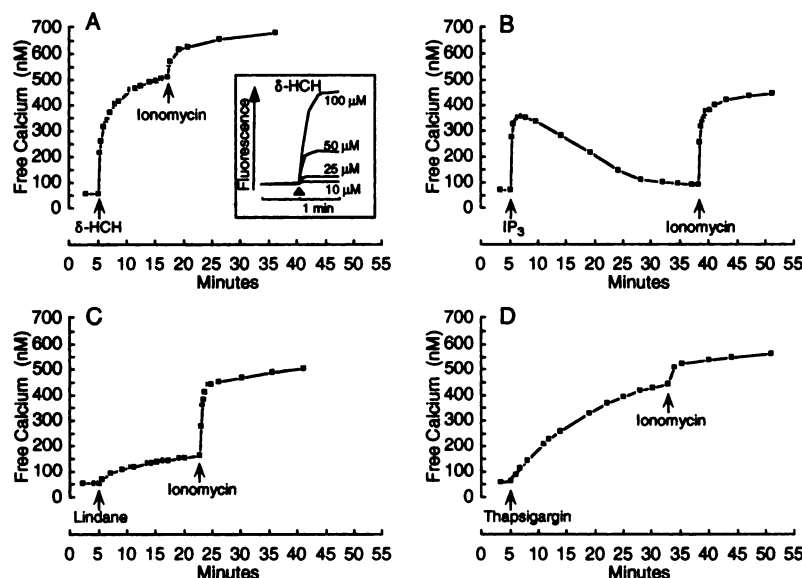 A
Free Calcium (nM)
700
600
500
400
300
200
100
0
Ionomycin
δ-HCH
0 5 10 15 20 25 30 35 40 45 50 55
Minutes
Fluorescence
δ-HCH
100 µM
50 µM
25 µM
10 µM
1 min
B
Free Calcium (nM)
700
600
500
400
300
200
100
0
IP3
Ionomycin
0 5 10 15 20 25 30 35 40 45 50 55
Minutes
C
Free Calcium (nM)
700
600
500
400
300
200
100
0
Lindane
Ionomycin
0 5 10 15 20 25 30 35 40 45 50 55
Minutes
D
Free Calcium (nM)
700
600
500
400
300
200
100
0
Thapsigargin
Ionomycin
0 5 10 15 20 25 30 35 40 45 50 55
Minutes